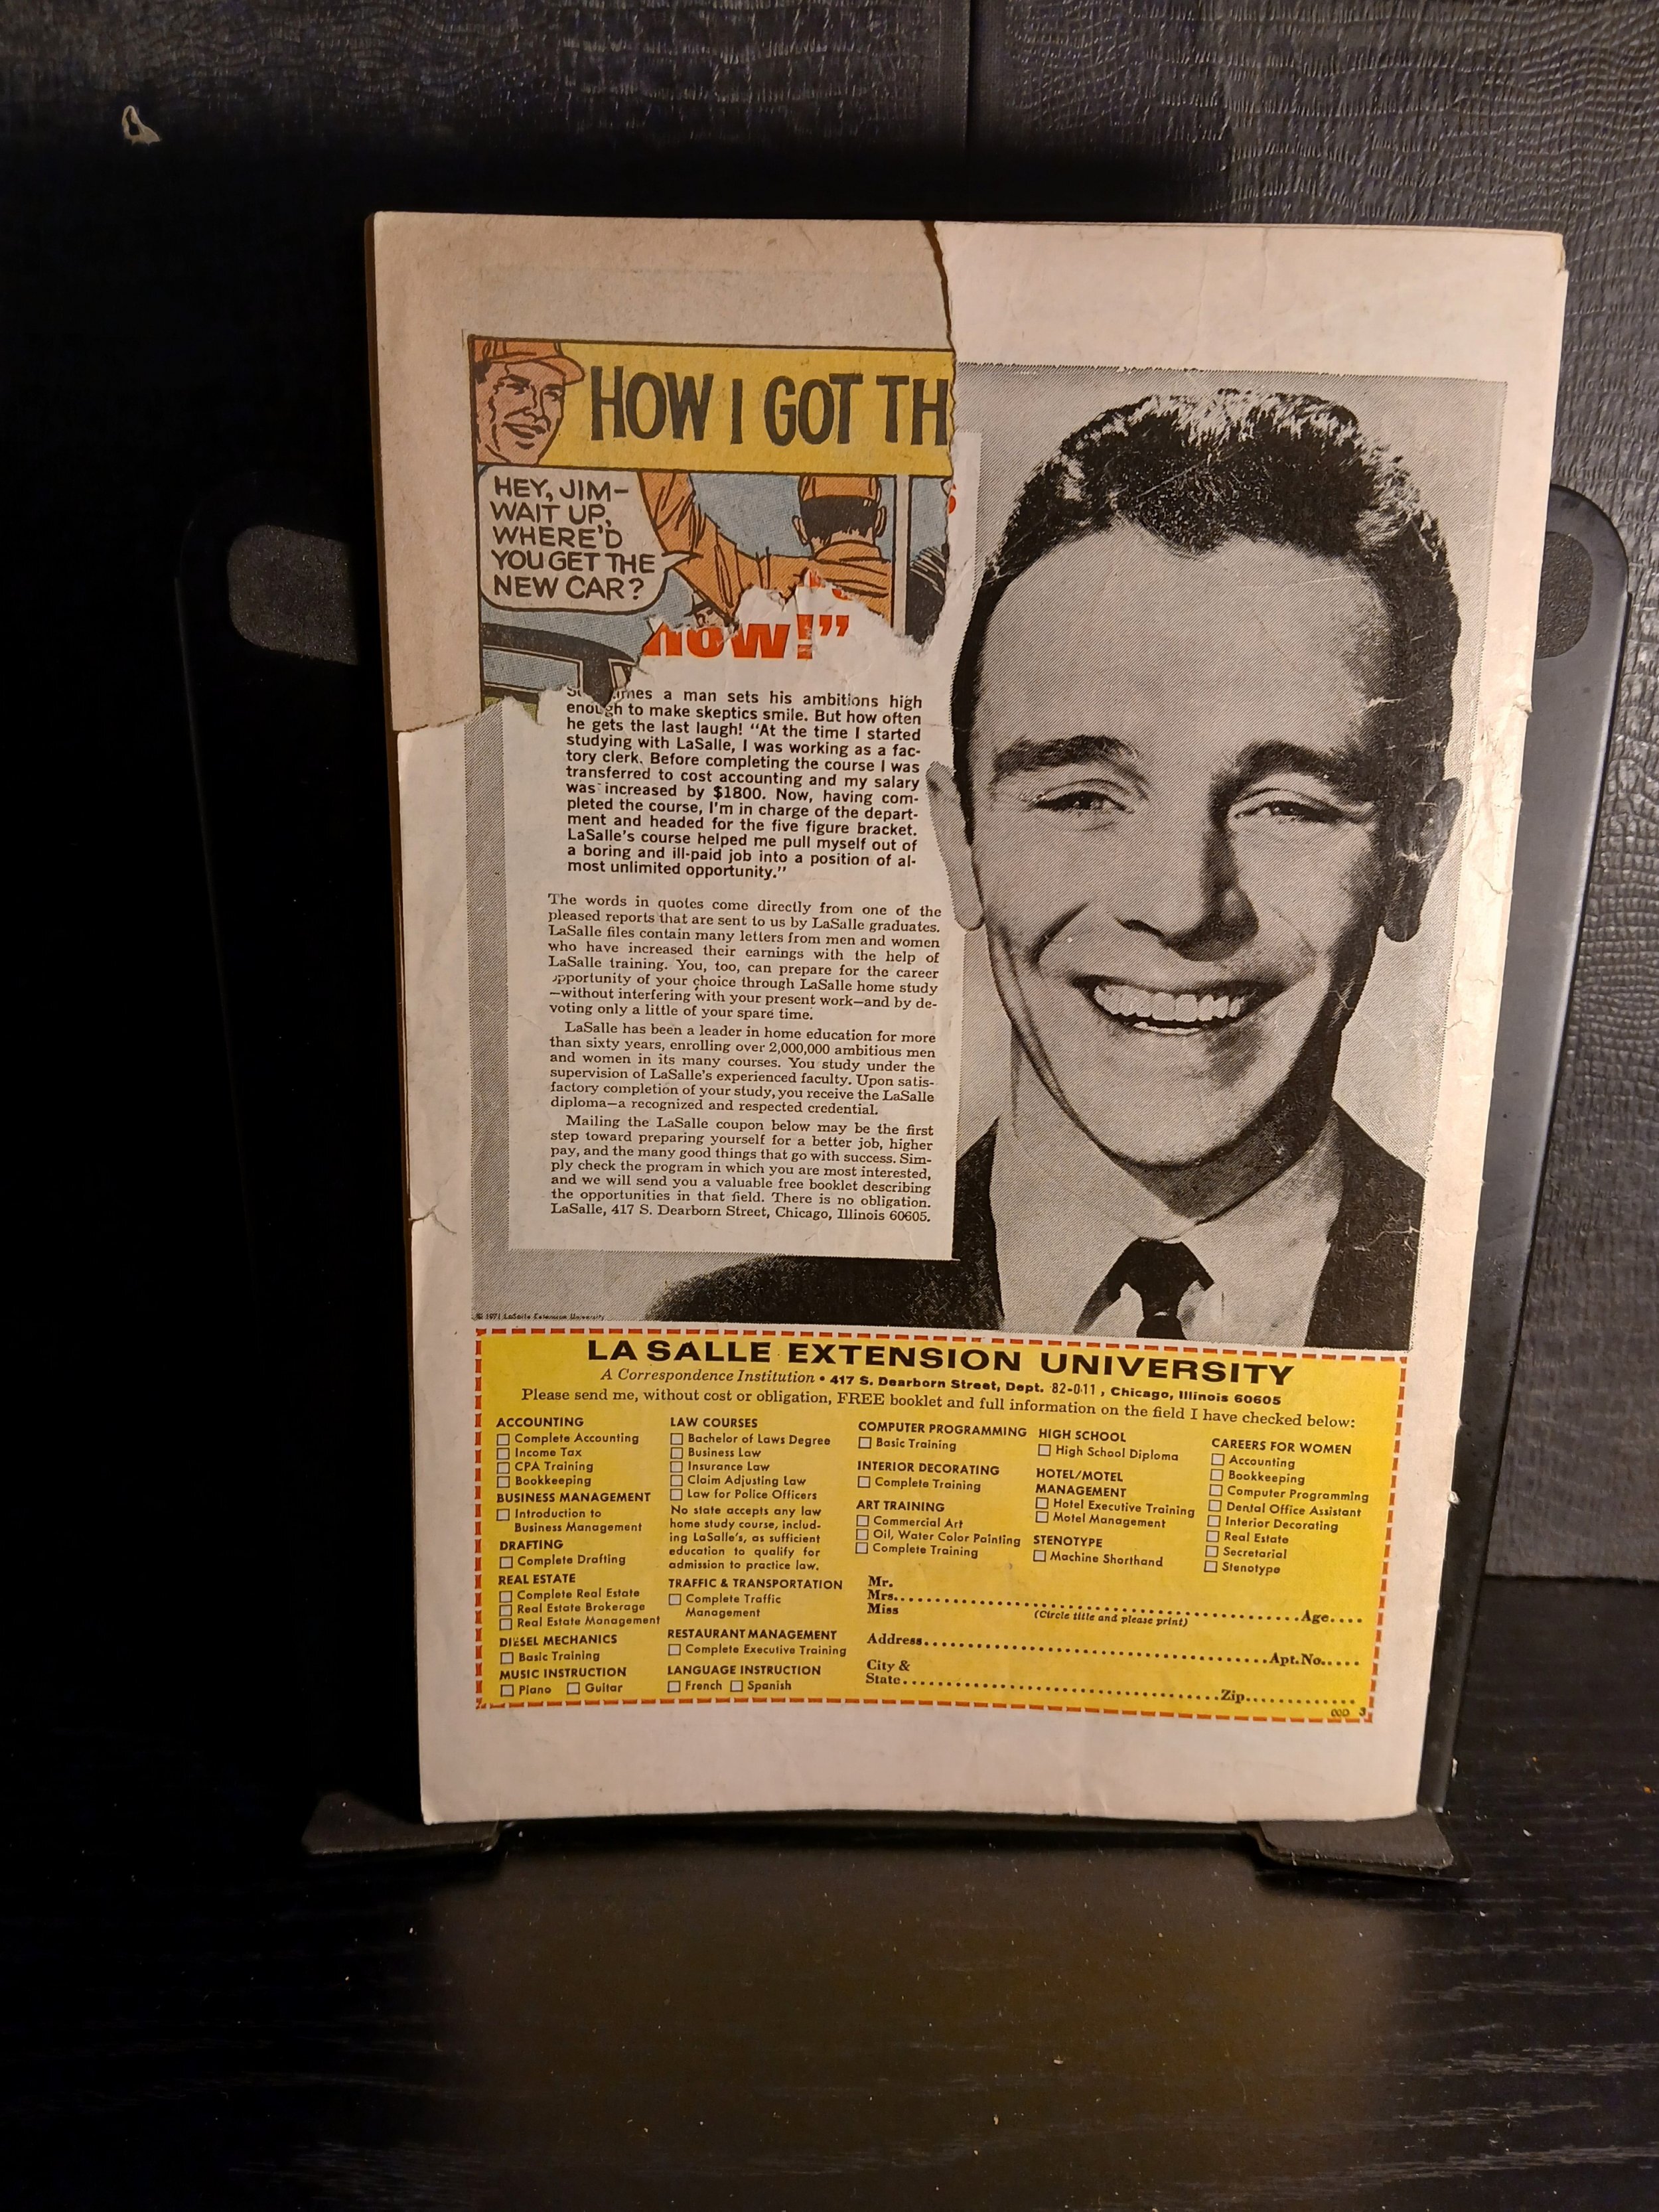 HOW I GOT TH
HEY, JIM–
WAIT UP,
WHERE'D
YOU GET THE
NEW CAR?
now!”
a man sets his ambitions high
enough to make skeptics smile. But how often
he gets the last laugh! “At the time I started
studying with LaSalle, I was working as a fac-
tory clerk. Before completing the course I was
transferred to cost accounting and my salary
was increased by $1800. Now, having com-
pleted the course, I'm in charge of the depart-
ment and headed for the five figure bracket.
LaSalle's course helped me pull myself out of
a boring and ill-paid job into a position of al-
most unlimited opportunity.”
The words in quotes come directly from one of the
pleased reports that are sent to us by LaSalle graduates.
LaSalle files contain many letters from men and women
who have increased their earnings with the help of
LaSalle training. You, too, can prepare for the career
opportunity of your choice through LaSalle home study
—without interfering with your present work—and by de-
voting only a little of your spare time.
LaSalle has been a leader in home education for more
than sixty years, enrolling over 2,000,000 ambitious men
and women in its many courses. You study under the
supervision of LaSalle's experienced faculty. Upon satis-
factory completion of your study, you receive the LaSalle
diploma—a recognized and respected credential.
Mailing the LaSalle coupon below may be the first
step toward preparing yourself for a better job, higher
pay, and the many good things that go with success. Sim-
ply check the program in which you are most interested,
and we will send you a valuable free booklet describing
the opportunities in that field. There is no obligation.
LaSalle, 417 S. Dearborn Street, Chicago, Illinois 60605.
© 1971 LaSalle Extension University
LA SALLE EXTENSION UNIVERSITY
A Correspondence Institution • 417 S. Dearborn Street, Dept. 82-011, Chicago, Illinois 60605
Please send me, without cost or obligation, FREE booklet and full information on the field I have checked below:
ACCOUNTING
Complete Accounting
Income Tax
CPA Training
Bookkeeping
BUSINESS MANAGEMENT
Introduction to
Business Management
DRAFTING
Complete Drafting
REAL ESTATE
Complete Real Estate
Real Estate Brokerage
Real Estate Management
DIESEL MECHANICS
Basic Training
MUSIC INSTRUCTION
Piano Guitar
LAW COURSES
Bachelor of Laws Degree
Business Law
Insurance Law
Claim Adjusting Law
Law for Police Officers
No state accepts any law
home study course, includ-
ing LaSalle's, as sufficient
education to qualify for
admission to practice law.
TRAFFIC & TRANSPORTATION
Complete Traffic
Management
RESTAURANT MANAGEMENT
Complete Executive Training
LANGUAGE INSTRUCTION
French Spanish
COMPUTER PROGRAMMING
Basic Training
INTERIOR DECORATING
Complete Training
ART TRAINING
Commercial Art
Oil, Water Color Painting
Complete Training
HIGH SCHOOL
High School Diploma
HOTEL/MOTEL
MANAGEMENT
Hotel Executive Training
Motel Management
STENOTYPE
Machine Shorthand
CAREERS FOR WOMEN
Accounting
Bookkeeping
Computer Programming
Dental Office Assistant
Interior Decorating
Real Estate
Secretarial
Stenotype
Mr.
Mrs. Age
Miss (Circle title and please print)
Address Apt. No.
City &
State Zip